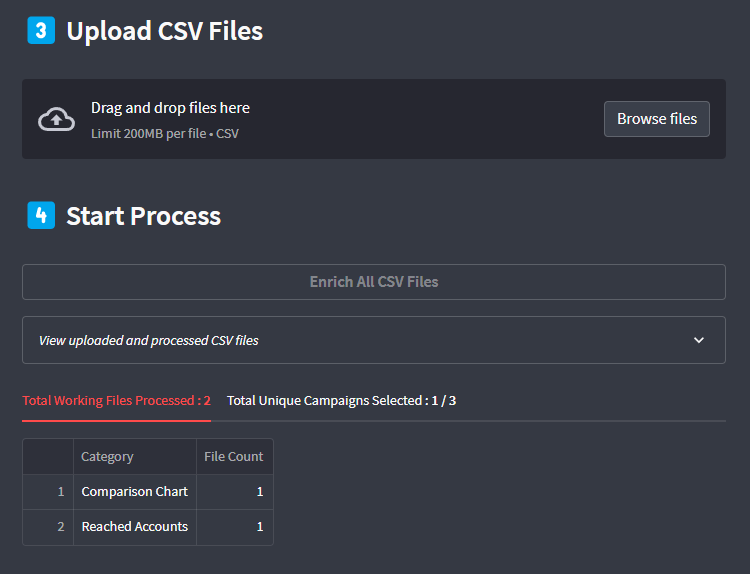 3 Upload CSV Files
Drag and drop files here
Limit 200MB per file • CSV
Browse files
4 Start Process
Enrich All CSV Files
View uploaded and processed CSV files
Total Working Files Processed : 2 Total Unique Campaigns Selected : 1 / 3
Category File Count
1 Comparison Chart 1
2 Reached Accounts 1